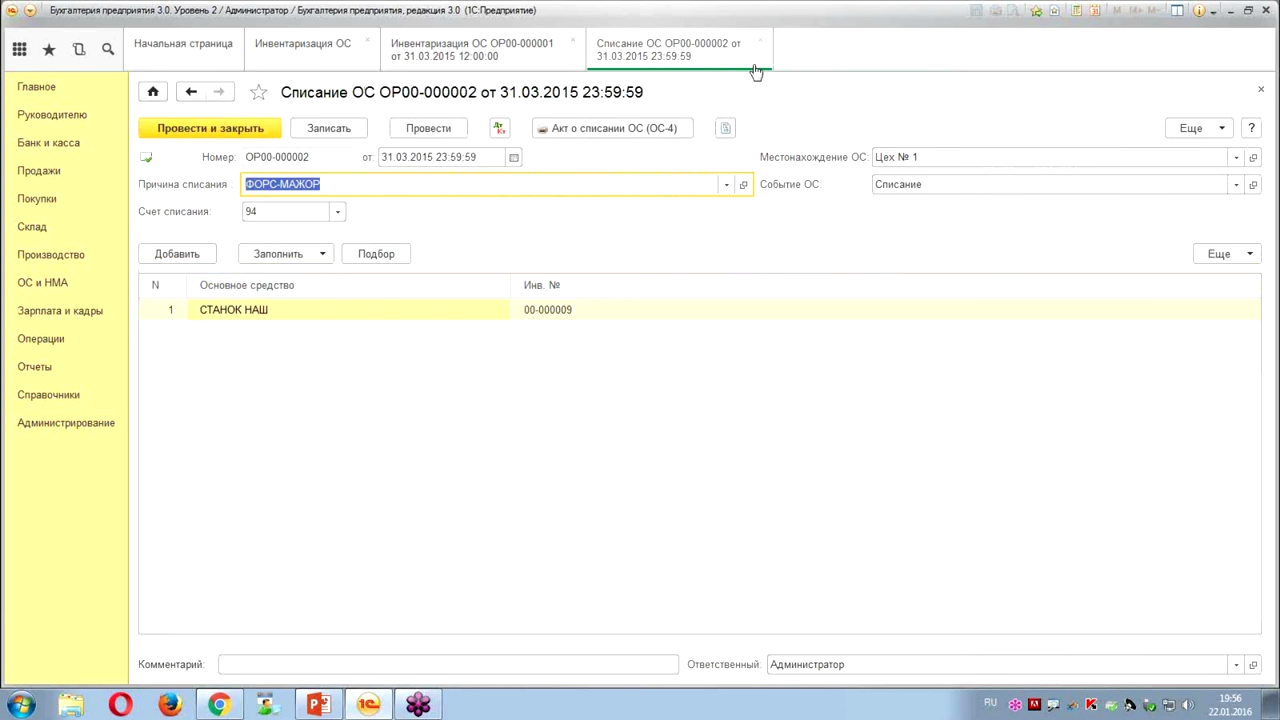 Бухгалтерия предприятия 3.0. Уровень 2 / Администратор / Бухгалтерия предприятия, редакция 3.0 (1С:Предприятие)
M M+ M-
Начальная страница
Инвентаризация ОС
Инвентаризация ОС ОР00-000001
от 31.03.2015 12:00:00
Списание ОС ОР00-000002 от
31.03.2015 23:59:59
Главное
Руководителю
Банк и касса
Продажи
Покупки
Склад
Производство
ОС и НМА
Зарплата и кадры
Операции
Отчеты
Справочники
Администрирование
Списание ОС ОР00-000002 от 31.03.2015 23:59:59
Провести и закрыть
Записать
Провести
Дт Кт
Акт о списании ОС (ОС-4)
Еще
?
Номер: ОР00-000002 от: 31.03.2015 23:59:59
Местонахождение ОС: Цех № 1
Причина списания: ФОРС-МАЖОР
Событие ОС: Списание
Счет списания: 94
Добавить
Заполнить
Подбор
Еще
N Основное средство Инв. №
1 СТАНОК НАШ 00-000009
Комментарий:
Ответственный: Администратор
RU
19:56
22.01.2016